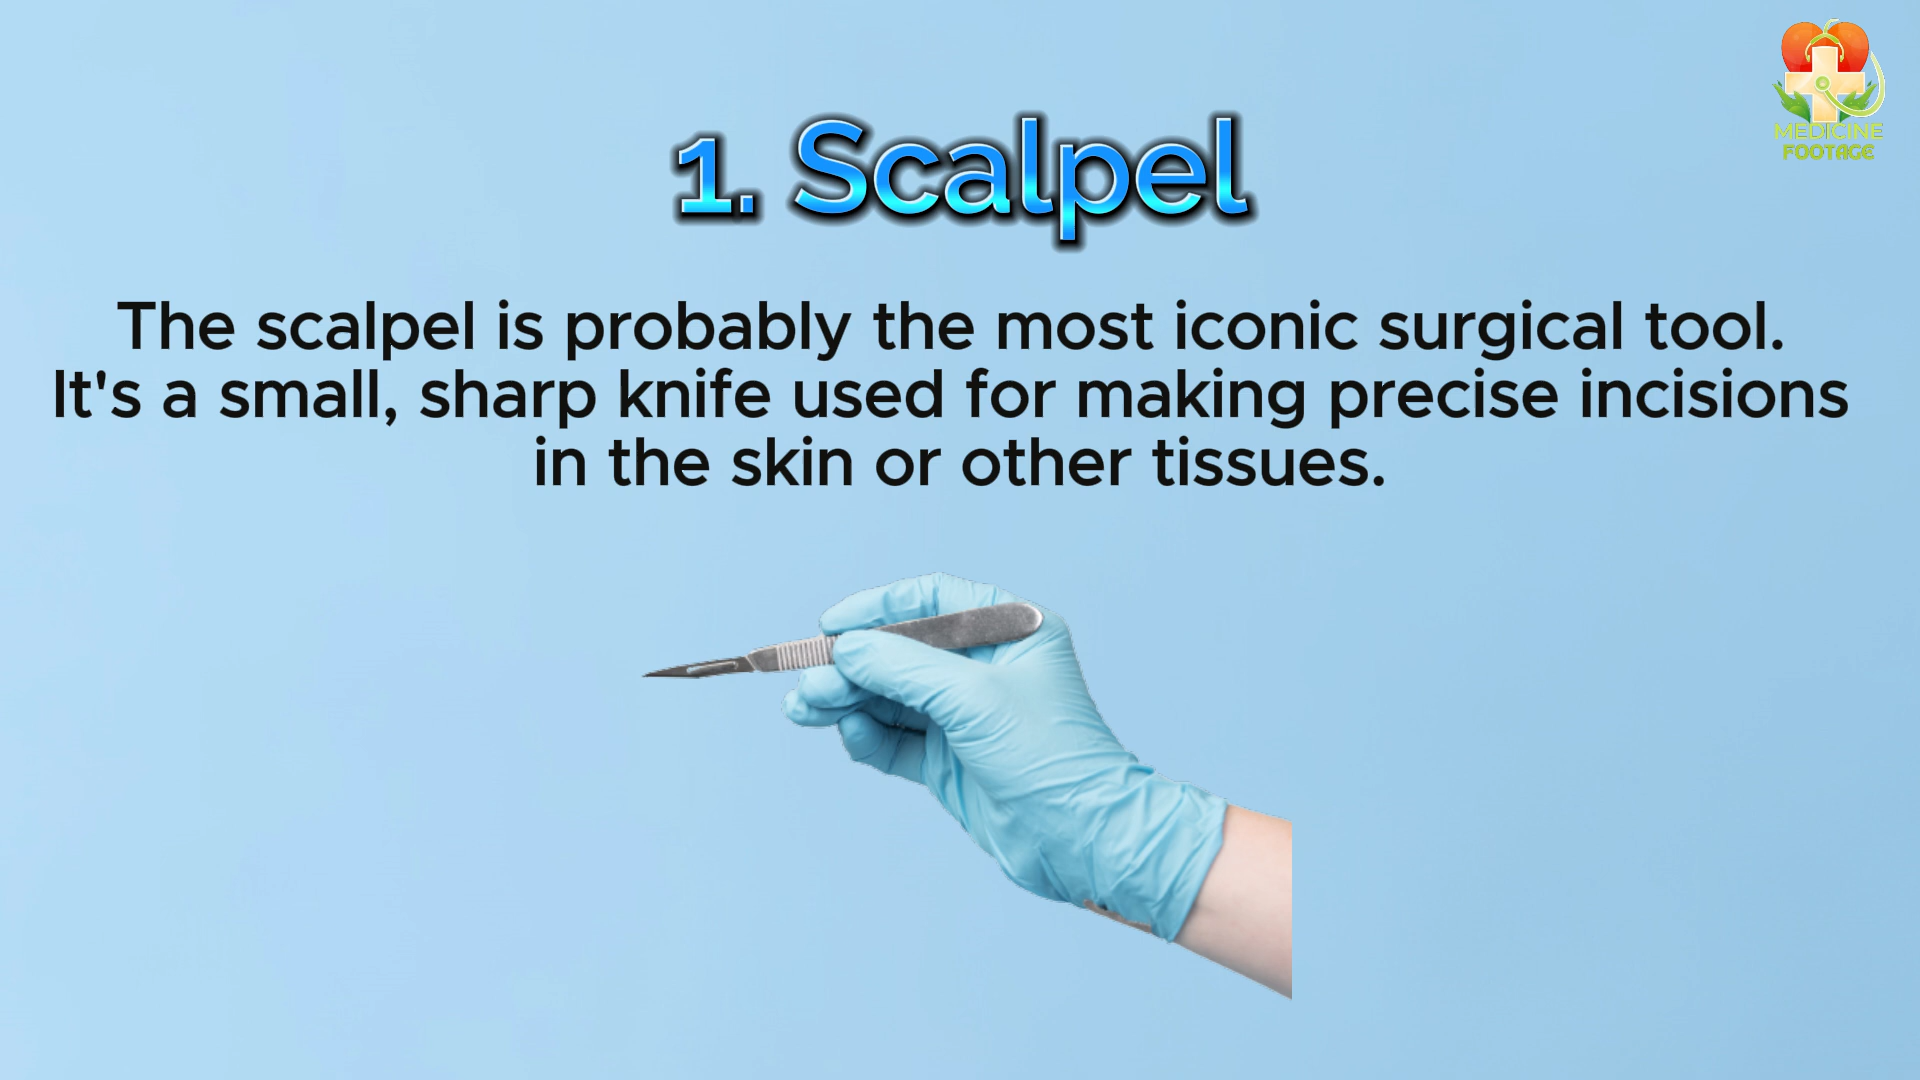 MEDICINE
FOOTAGE
1. Scalpel
The scalpel is probably the most iconic surgical tool.
It's a small, sharp knife used for making precise incisions
in the skin or other tissues.